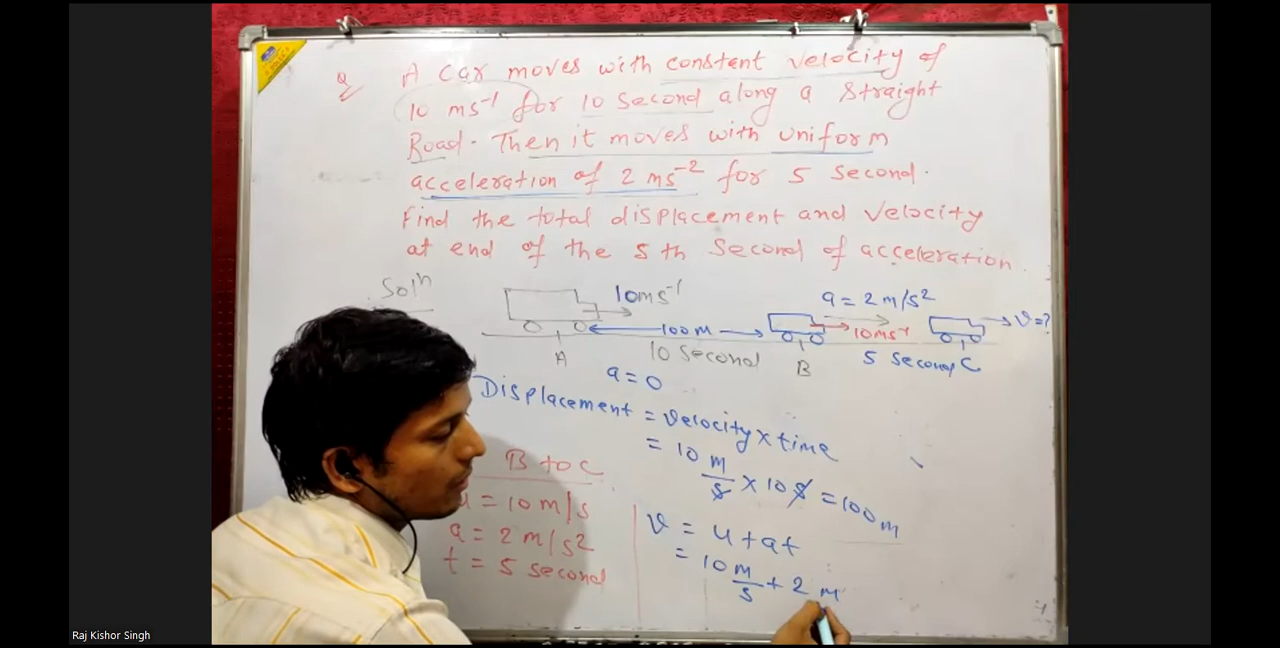 Q A car moves with constent velocity of
10 ms⁻¹ for 10 second along a straight
Road. Then it moves with uniform
acceleration of 2 ms⁻² for 5 second.
Find the total displacement and velocity
at end of the 5 th second of acceleration.
Solⁿ
10ms⁻¹
a = 2 m/s²
100 M
10ms⁻¹
v=?
A
10 second
B
5 second C
a = 0
Displacement = velocity x time
= 10 m/s x 10 s = 100 m
B to C
u = 10 m/s
a = 2 m/s²
t = 5 second
v = u + at
= 10 m/s + 2 m
Raj Kishor Singh